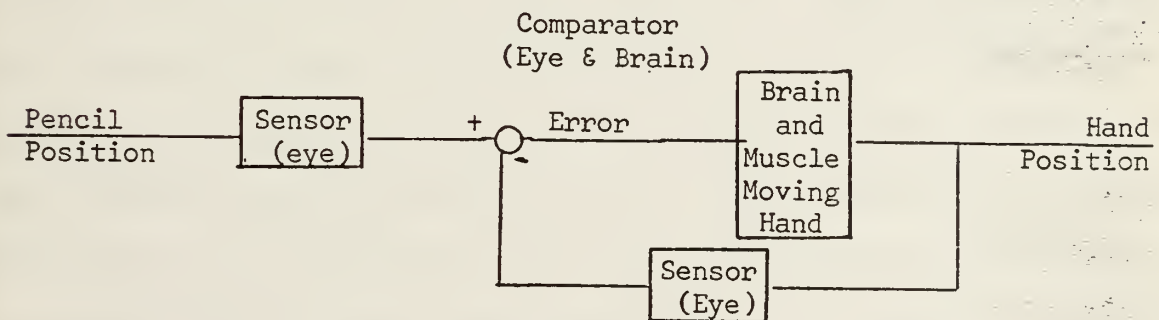 Comparator
(Eye & Brain)
Pencil
Position
Sensor
(eye)
+
Error
-
Brain
and
Muscle
Moving
Hand
Hand
Position
Sensor
(Eye)